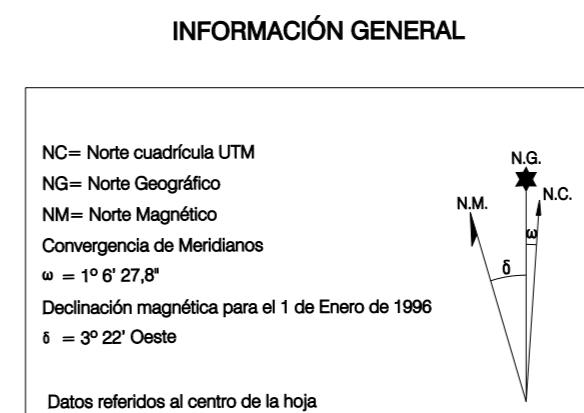 INFORMACIÓN GENERAL
NC= Norte cuadrícula UTM
NG= Norte Geográfico
NM= Norte Magnético
Convergencia de Meridianos
ω = 1º 6' 27,8"
Declinación magnética para el 1 de Enero de 1996
δ = 3º 22' Oeste
Datos referidos al centro de la hoja
N.G.
N.C.
N.M.
ω
δ